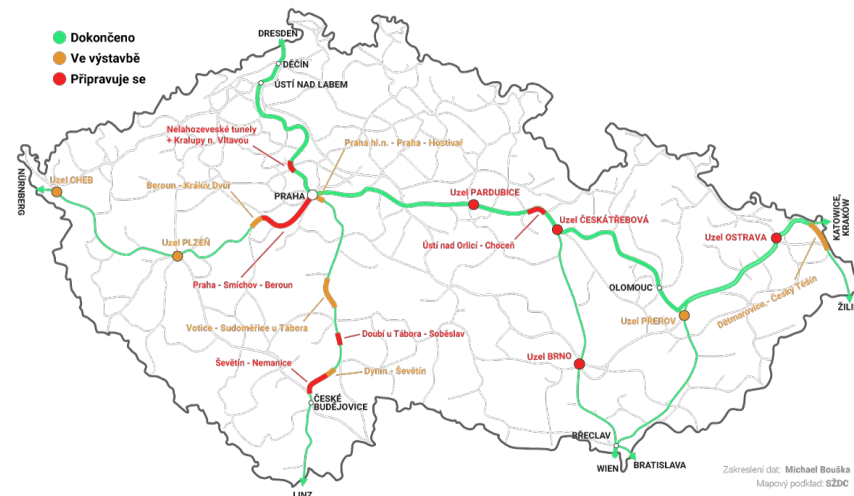 DRESDEN
Dokončeno
Ve výstavbě
Připravuje se
DĚČÍN
ÚSTÍ NAD LABEM
Nelahozeveské tunely
+ Kralupy n. Vltavou
Praha hl.n. - Praha - Hostivař
NÜRNBERG
Uzel CHEB
Beroun - Králův Dvůr
PRAHA
Uzel PARDUBICE
Uzel ČESKÁTŘEBOVÁ
KATOWICE,
KRAKÓW
Uzel PLZEŇ
Ústí nad Orlicí - Choceň
Uzel OSTRAVA
Praha - Smíchov - Beroun
OLOMOUC
Dětmarovice - Český Těšín
ŽILI
Votice - Sudoměřice u Tábora
Uzel PŘEROV
Doubí u Tábora - Soběslav
Ševětín - Nemanice
Dynín - Ševětín
Uzel BRNO
ČESKÉ
BUDĚJOVICE
BŘECLAV
WIEN
BRATISLAVA
Zakreslení dat: Michael Bouška
Mapový podklad: SŽDC
LINZ